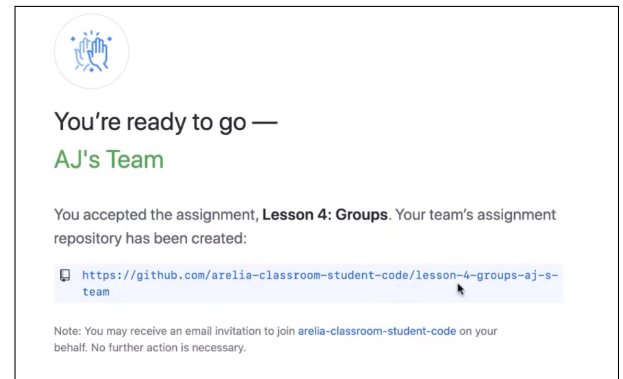 You're ready to go —
AJ's Team
You accepted the assignment, Lesson 4: Groups. Your team's assignment
repository has been created:
https://github.com/arelia-classroom-student-code/lesson-4-groups-aj-s-
team
Note: You may receive an email invitation to join arelia-classroom-student-code on your
behalf. No further action is necessary.